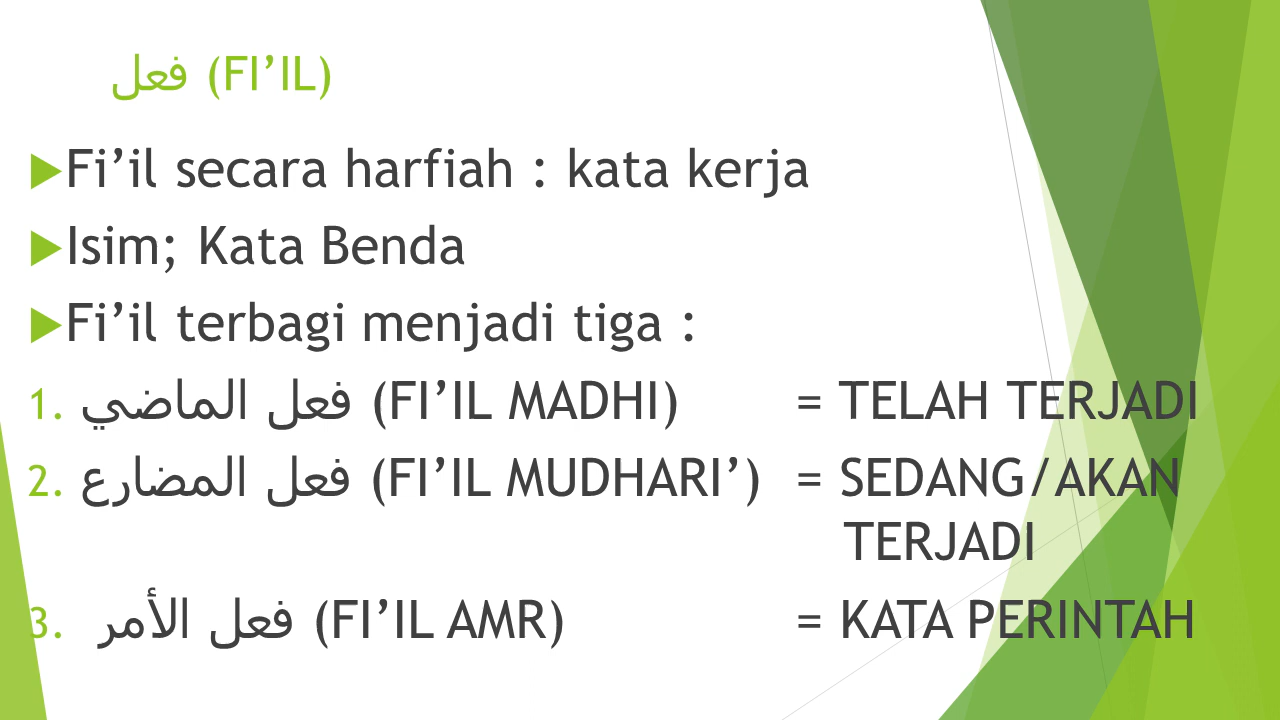 فعل (FI’IL)
Fi’il secara harfiah : kata kerja
Isim; Kata Benda
Fi’il terbagi menjadi tiga :
1. فعل الماضي (FI’IL MADHI) = TELAH TERJADI
2. فعل المضارع (FI’IL MUDHARI’) = SEDANG/AKAN
TERJADI
3. فعل الأمر (FI’IL AMR) = KATA PERINTAH